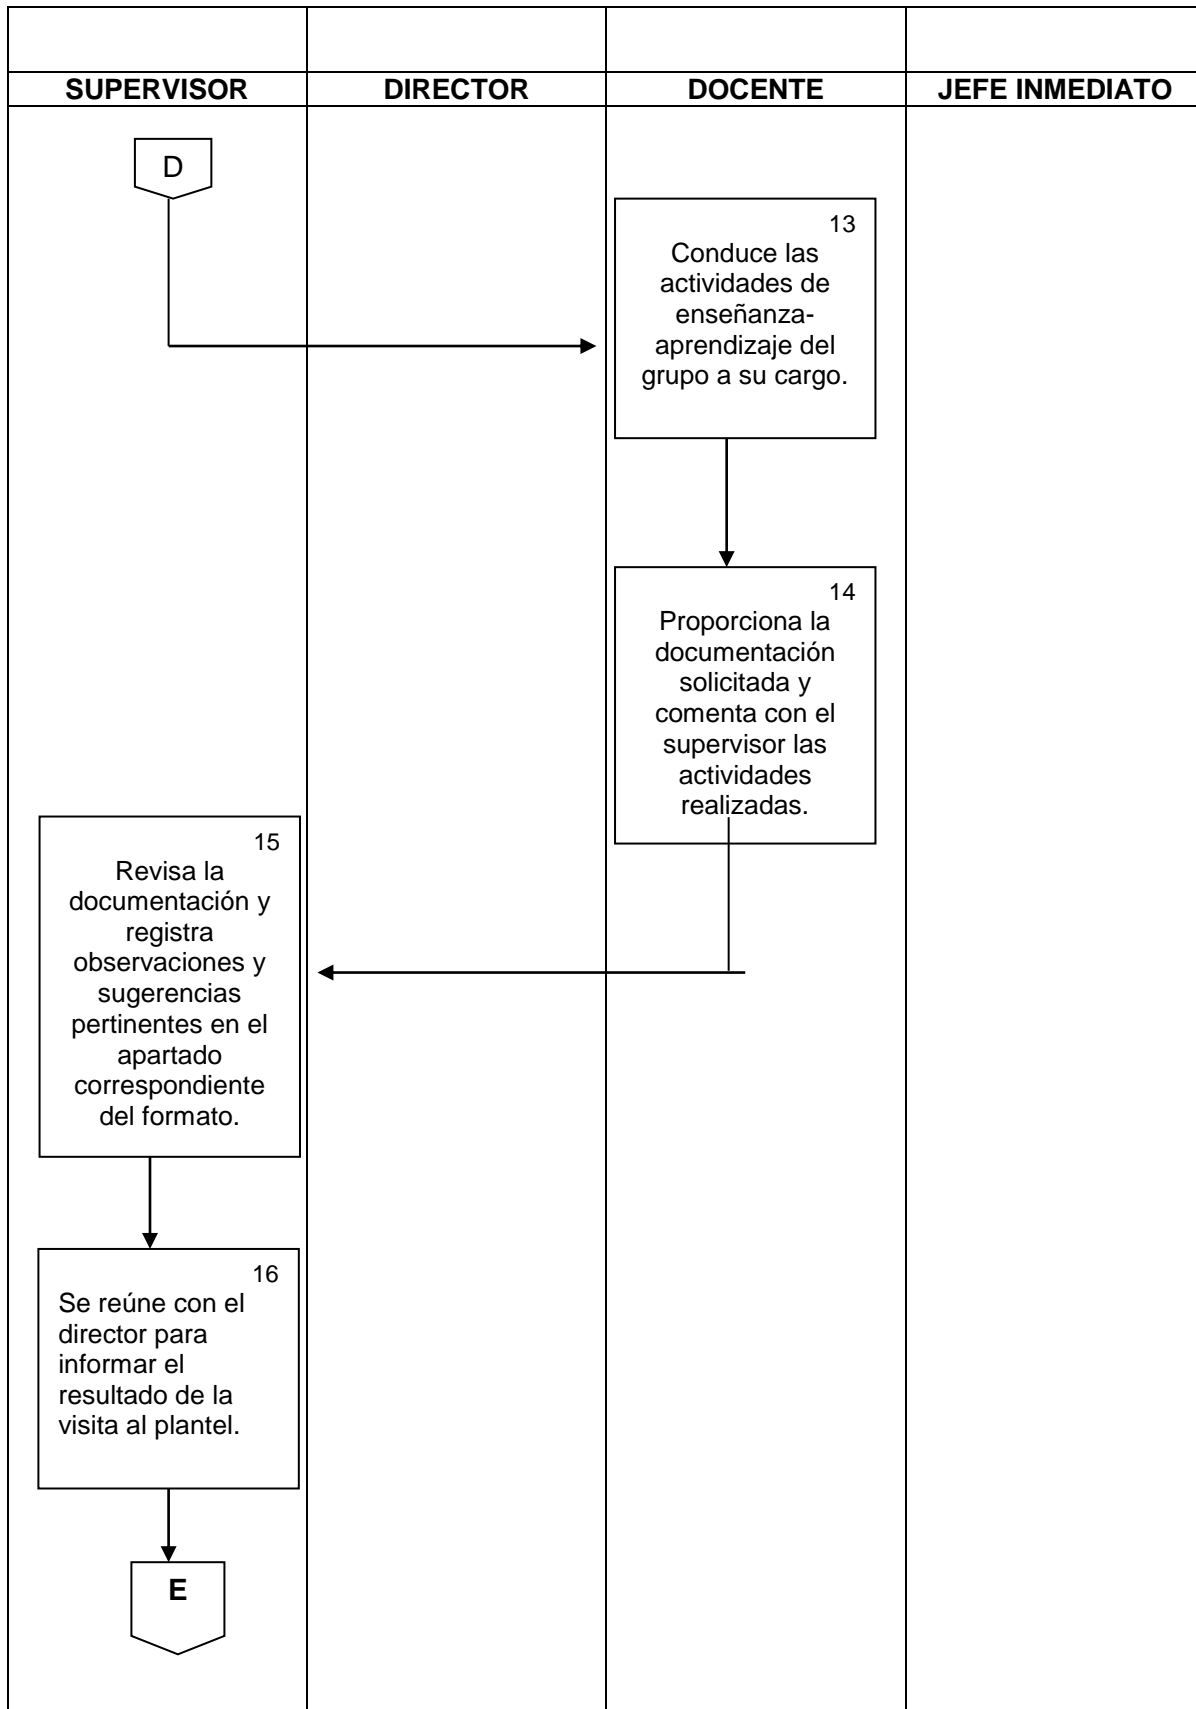 SUPERVISOR DIRECTOR DOCENTE JEFE INMEDIATO
D
13
Conduce las
actividades de
enseñanza-
aprendizaje del
grupo a su cargo.
14
Proporciona la
documentación
solicitada y
comenta con el
supervisor las
actividades
realizadas.
15
Revisa la
documentación y
registra
observaciones y
sugerencias
pertinentes en el
apartado
correspondiente
del formato.
16
Se reúne con el
director para
informar el
resultado de la
visita al plantel.
E